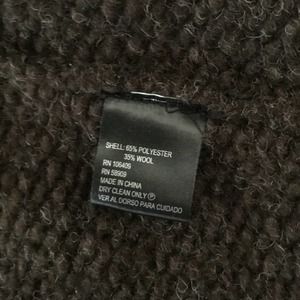 SHELL: 65% POLYESTER
35% WOOL
RN 106409
RN 58909
MADE IN CHINA
DRY CLEAN ONLY Ⓟ
VER AL DORSO PARA CUIDADO